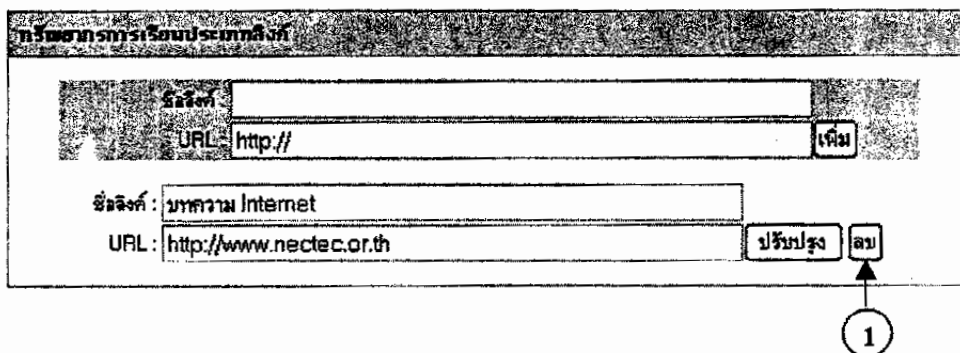 ทรัพยากรการเรียนประเภทลิงก์
ชื่อลิงก์ :
URL : http:// เพิ่ม
ชื่อลิงก์ : บทความ Internet
URL : http://www.nectec.or.th ปรับปรุง ลบ
1